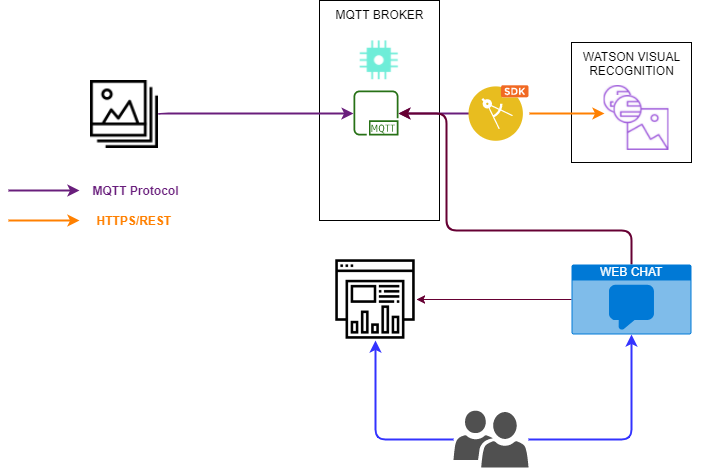 MQTT BROKER
WATSON VISUAL
RECOGNITION
SDK
MQTT
MQTT Protocol
HTTPS/REST
WEB CHAT